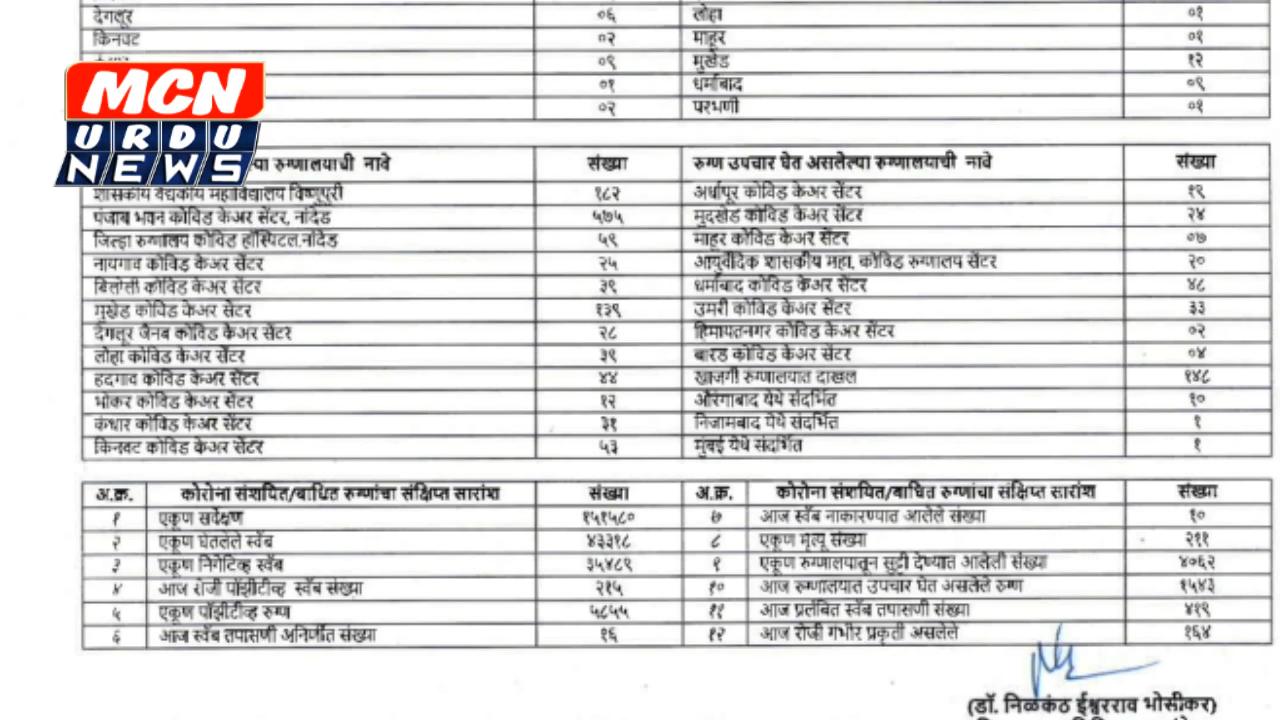 देगलूर ०६ लोहा ०१
किनवट ०२ माहूर ०१
०९ मुखेड १२
०१ धर्माबाद ०९
०२ परभणी ०१
MCN
URDU
NEWS
रुग्णालयाची नावे संख्या रुग्ण उपचार घेत असलेल्या रुग्णालयाची नावे संख्या
शासकीय वैद्यकीय महाविद्यालय विष्णुपूरी १८२ अर्धापूर कोविड केअर सेंटर १९
पंजाब भवन कोविड केअर सेंटर, नांदेड ५७५ मुदखेड कोविड केअर सेंटर २४
जिल्हा रुग्णालय कोविड हॉस्पिटल,नांदेड ५९ माहूर कोविड केअर सेंटर ०७
नायगाव कोविड केअर सेंटर २५ आयुर्वेदिक शासकीय महा. कोविड रुग्णालय सेंटर २०
बिलोली कोविड केअर सेंटर ३९ धर्माबाद कोविड केअर सेंटर ४८
मुखेड कोविड केअर सेंटर १३९ उमरी कोविड केअर सेंटर ३३
देगलूर जैनब कोविड केअर सेंटर २८ हिमायतनगर कोविड केअर सेंटर ०२
लोहा कोविड केअर सेंटर ३९ बारड कोविड केअर सेंटर ०४
हदगाव कोविड केअर सेंटर ४४ खाजगी रुग्णालयात दाखल १४८
भोकर कोविड केअर सेंटर १२ औरंगाबाद येथे संदर्भित १०
कंधार कोविड केअर सेंटर ३१ निजामबाद येथे संदर्भित १
किनवट कोविड केअर सेंटर ५३ मुंबई येथे संदर्भित १
अ.क्र. कोरोना संशयित/बाधित रुग्णांचा संक्षिप्त सारांश संख्या अ.क्र. कोरोना संशयित/बाधित रुग्णांचा संक्षिप्त सारांश संख्या
१ एकूण सर्वेक्षण १५१५८० ७ आज स्वॅब नाकारण्यात आलेले संख्या १०
२ एकूण घेतलेले स्वॅब ४३३१८ ८ एकूण मृत्यू संख्या २११
३ एकूण निगेटिव्ह स्वॅब ३५४८९ ९ एकूण रुग्णालयातून सुट्टी देण्यात आलेली संख्या ४०६२
४ आज रोजी पॉझीटीव्ह स्वॅब संख्या २१५ १० आज रुग्णालयात उपचार घेत असलेले रुग्ण १५४३
५ एकूण पॉझीटीव्ह रुग्ण ५८५५ ११ आज प्रलंबित स्वॅब तपासणी संख्या ४१९
६ आज स्वॅब तपासणी अनिर्णीत संख्या १६ १२ आज रोजी गंभीर प्रकृती असलेले १६४
(डॉ. निळकंठ ईश्वरराव भोसीकर)